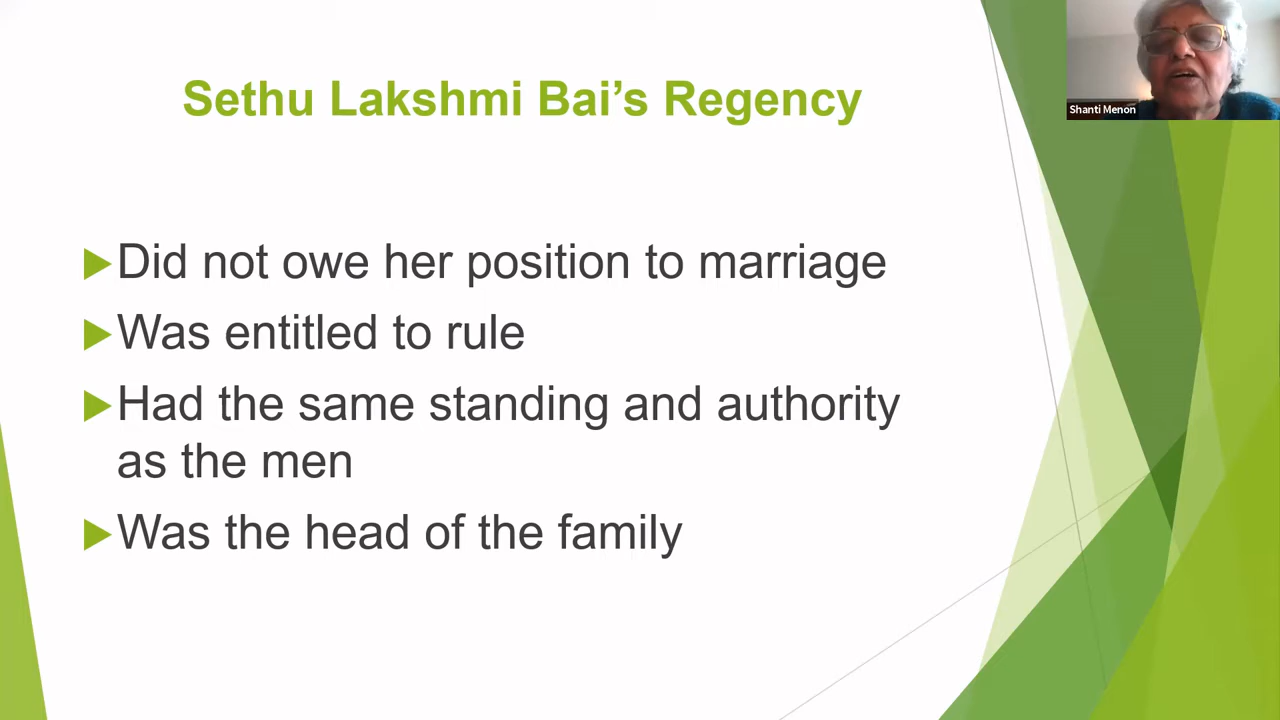 Sethu Lakshmi Bai’s Regency
Shanti Menon
Did not owe her position to marriage
Was entitled to rule
Had the same standing and authority
as the men
Was the head of the family